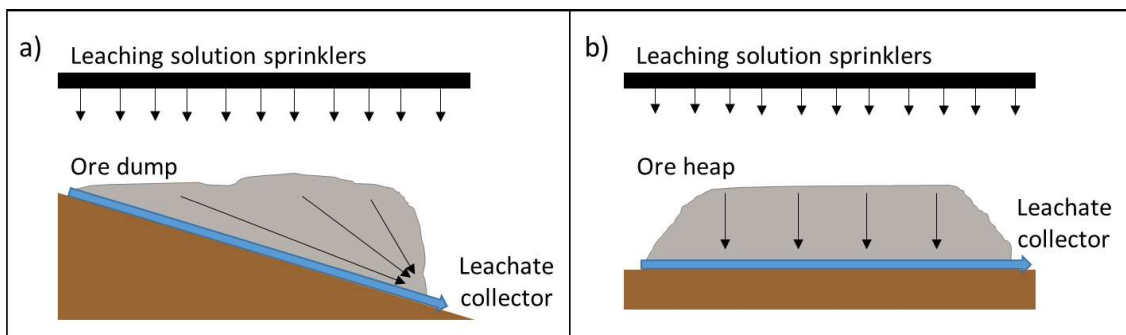 a)
Leaching solution sprinklers
Ore dump
Leachate
collector
b)
Leaching solution sprinklers
Ore heap
Leachate
collector